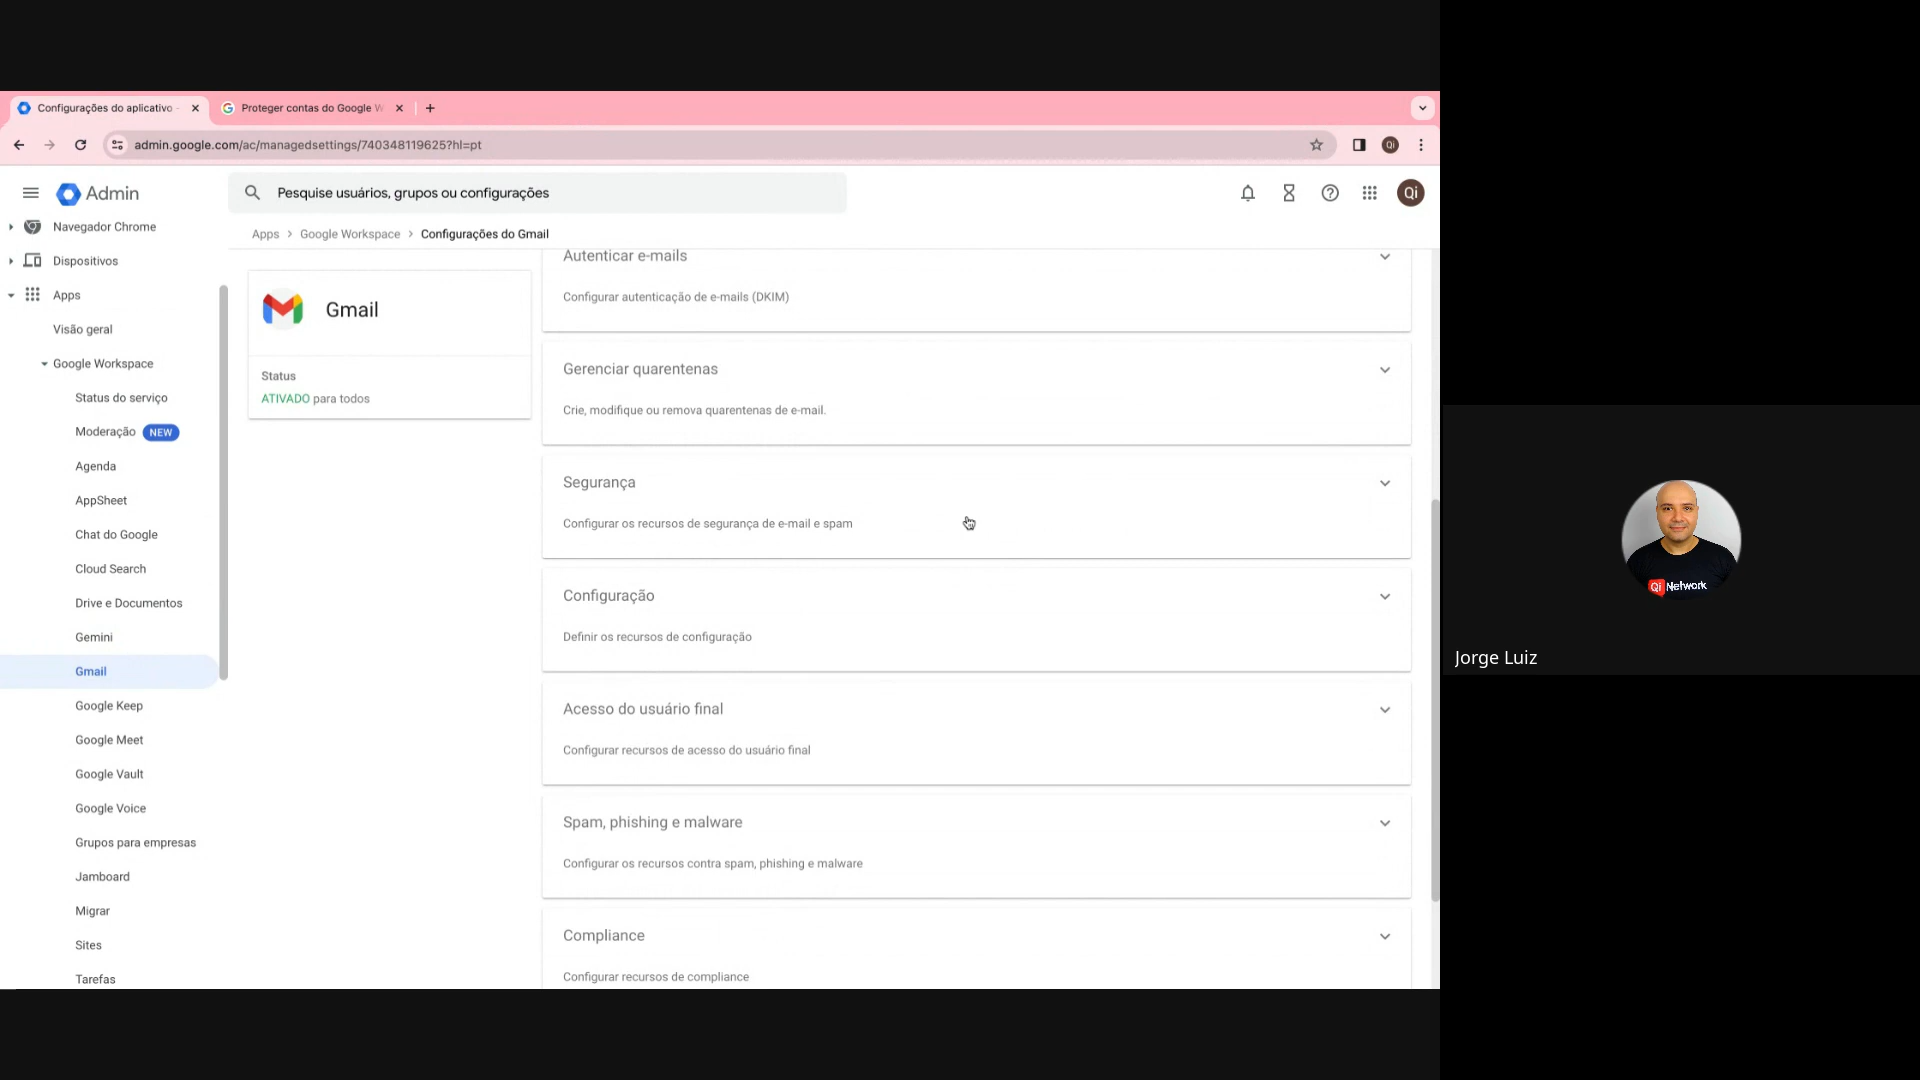 Configurações do aplicativo -
Proteger contas do Google W
admin.google.com/ac/managedsettings/740348119625?hl=pt
Qi
Admin
Pesquise usuários, grupos ou configurações
Qi
Navegador Chrome
Dispositivos
Apps
Visão geral
Google Workspace
Status do serviço
Moderação NEW
Agenda
AppSheet
Chat do Google
Cloud Search
Drive e Documentos
Gemini
Gmail
Google Keep
Google Meet
Google Vault
Google Voice
Grupos para empresas
Jamboard
Migrar
Sites
Tarefas
Apps > Google Workspace > Configurações do Gmail
Gmail
Status
ATIVADO para todos
Autenticar e-mails
Configurar autenticação de e-mails (DKIM)
Gerenciar quarentenas
Crie, modifique ou remova quarentenas de e-mail.
Segurança
Configurar os recursos de segurança de e-mail e spam
Configuração
Definir os recursos de configuração
Acesso do usuário final
Configurar recursos de acesso do usuário final
Spam, phishing e malware
Configurar os recursos contra spam, phishing e malware
Compliance
Configurar recursos de compliance
Qi Network
Jorge Luiz